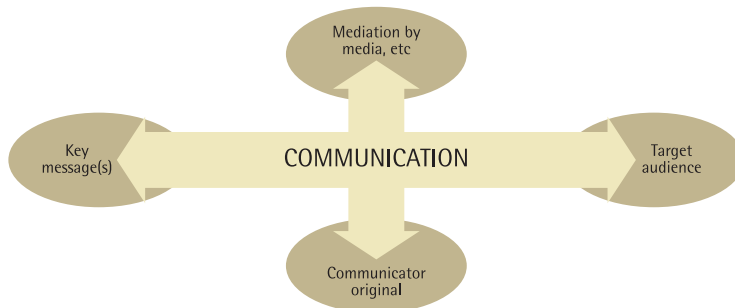 Mediation by
media, etc
Key
message(s)
COMMUNICATION
Target
audience
Communicator
original